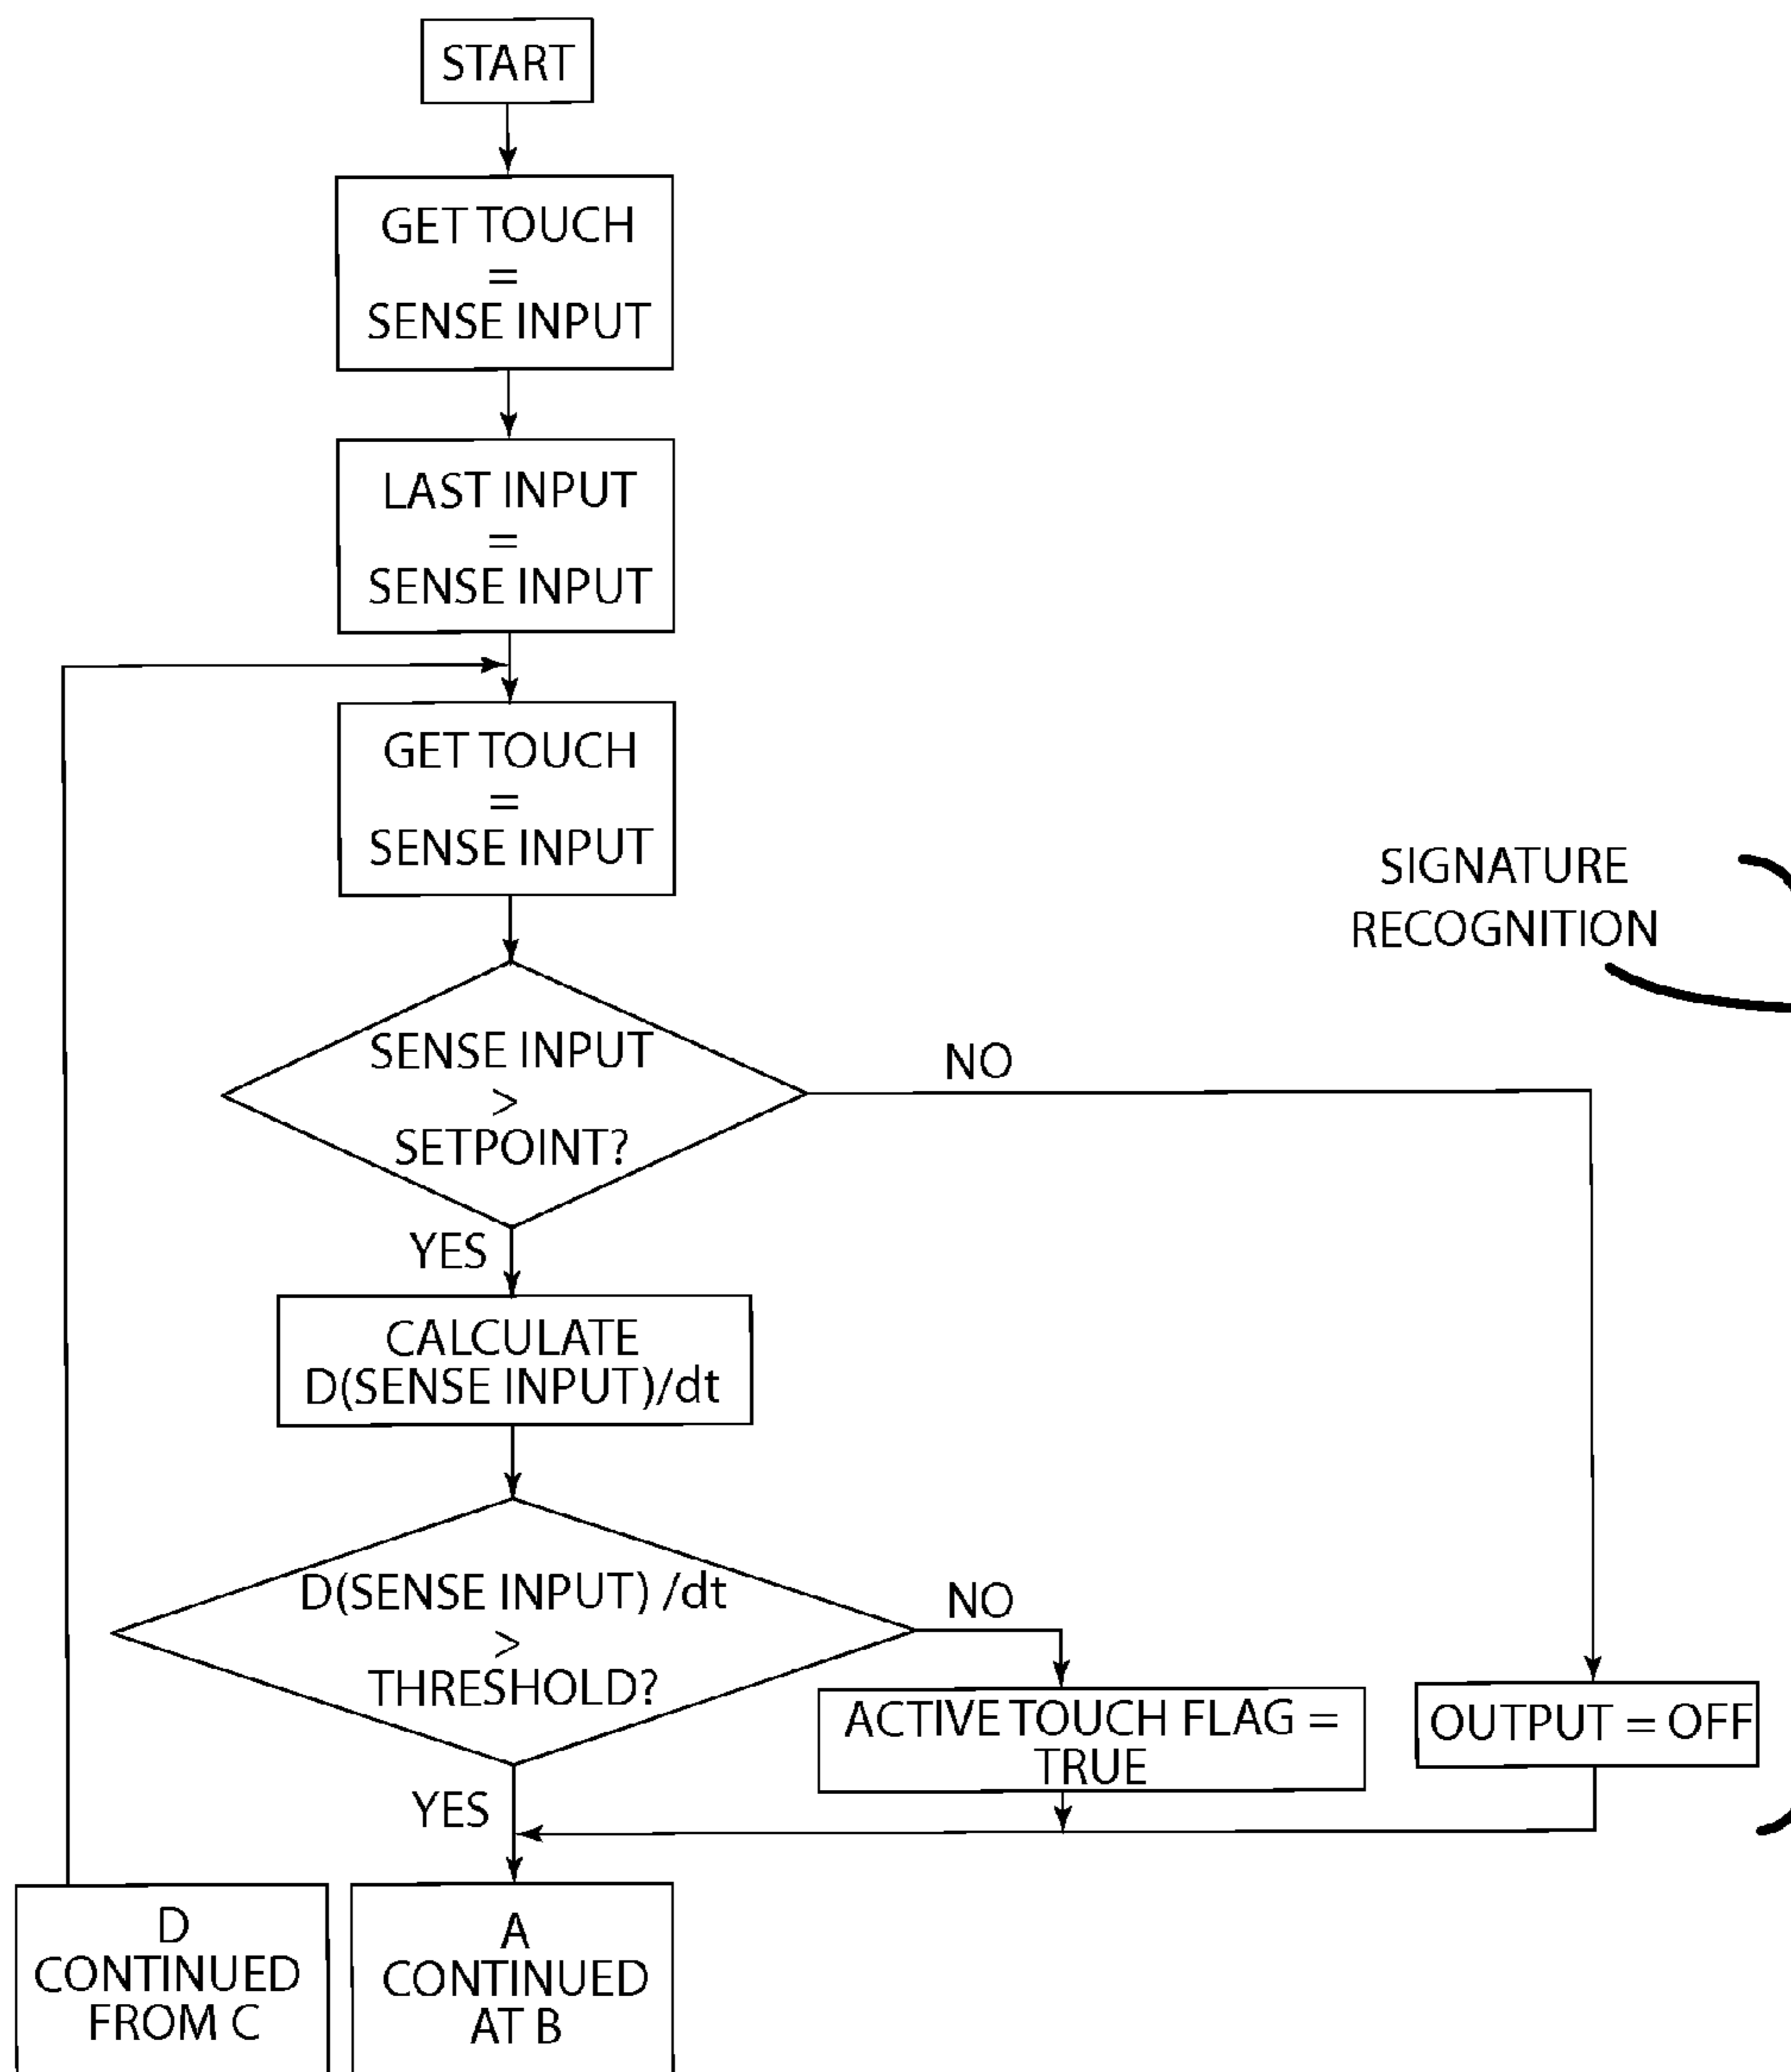 START
GET TOUCH
=
SENSE INPUT
LAST INPUT
=
SENSE INPUT
GET TOUCH
=
SENSE INPUT
SIGNATURE
RECOGNITION
SENSE INPUT
>
SETPOINT?
NO
YES
CALCULATE
D(SENSE INPUT)/dt
D(SENSE INPUT) /dt
>
THRESHOLD?
NO
ACTIVE TOUCH FLAG =
TRUE
OUTPUT = OFF
YES
D
CONTINUED
FROM C
A
CONTINUED
AT B